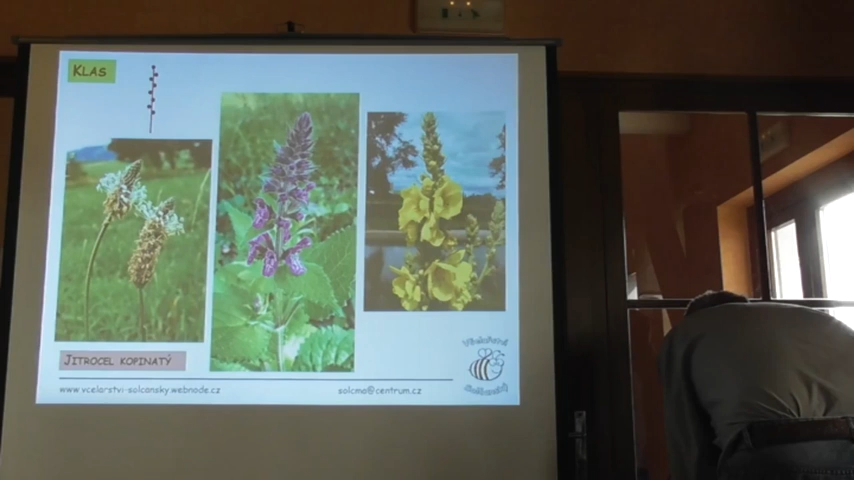 KLAS
JITROCEL KOPINATÝ
www.vcelarstvi-solcansky.webnode.cz
solcma@centrum.cz